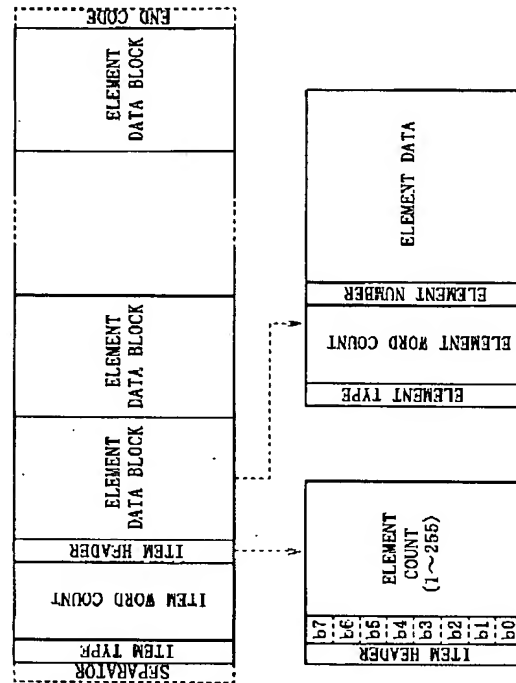 END CODE
ELEMENT
DATA BLOCK
ELEMENT
DATA BLOCK
ELEMENT
DATA BLOCK
ITEM HEADER
ITEM WORD COUNT
ITEM TYPE
SEPARATOR
ELEMENT DATA
ELEMENT NUMBER
ELEMENT WORD COUNT
ELEMENT TYPE
ELEMENT
COUNT
(1～255)
b7
b6
b5
b4
b3
b2
b1
b0
ITEM HEADER